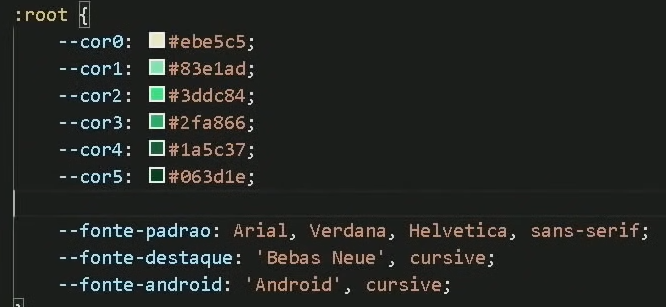 :root {
--cor0: #ebe5c5;
--cor1: #83e1ad;
--cor2: #3ddc84;
--cor3: #2fa866;
--cor4: #1a5c37;
--cor5: #063d1e;
--fonte-padrao: Arial, Verdana, Helvetica, sans-serif;
--fonte-destaque: 'Bebas Neue', cursive;
--fonte-android: 'Android', cursive;
}